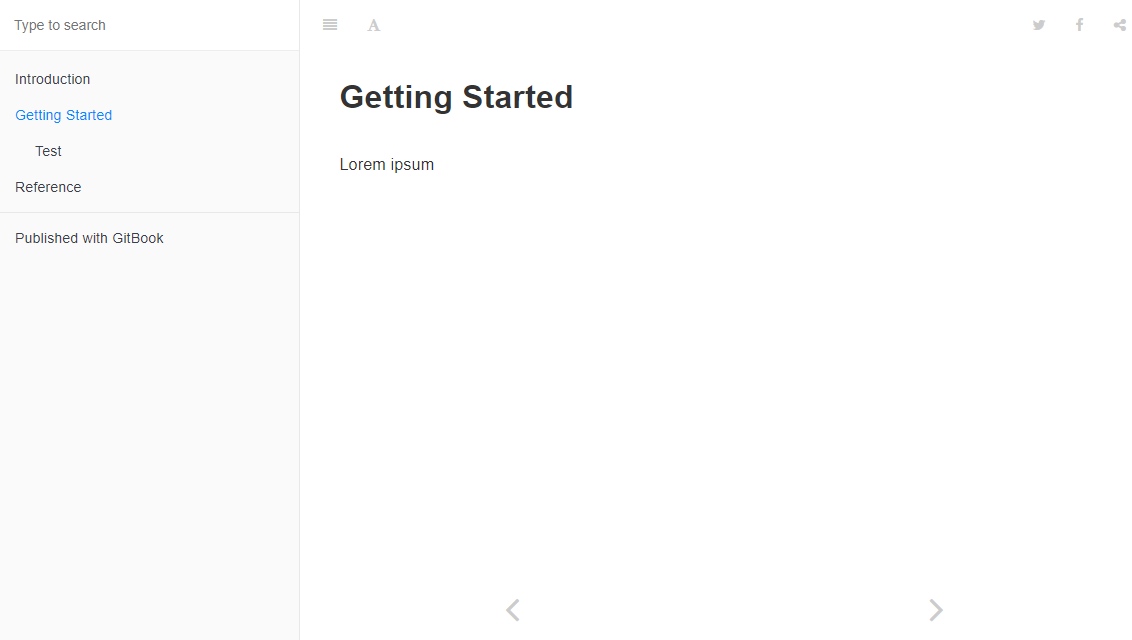 Type to search
Introduction
Getting Started
Test
Reference
Published with GitBook
A
Getting Started
Lorem ipsum